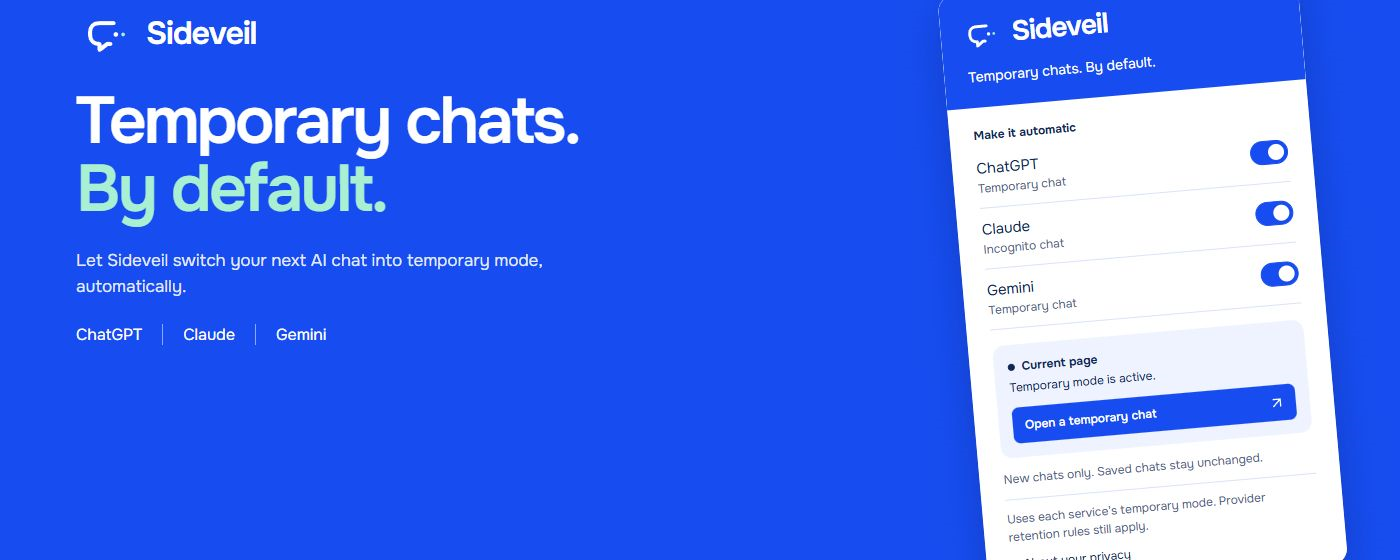 Sideveil
Temporary chats.
By default.
Let Sideveil switch your next AI chat into temporary mode,
automatically.
ChatGPT
Claude
Gemini
Sideveil
Temporary chats. By default.
Make it automatic
ChatGPT
Temporary chat
Claude
Incognito chat
Gemini
Temporary chat
Current page
Temporary mode is active.
Open a temporary chat
New chats only. Saved chats stay unchanged.
Uses each service's temporary mode. Provider
retention rules still apply.
About your privacy